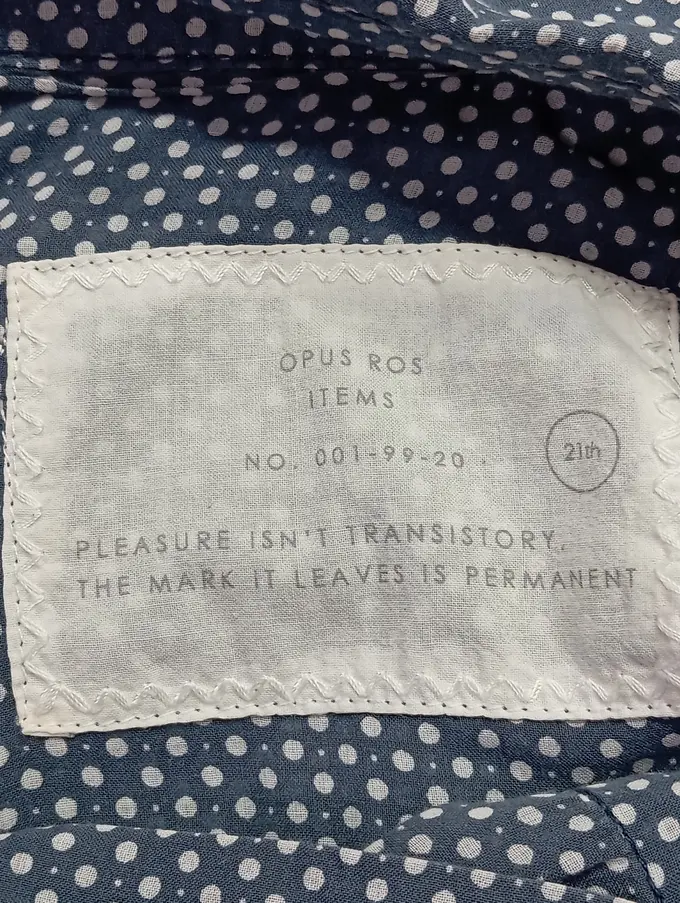 OPUS ROS
ITEMS
NO. 001-99-20
21th
PLEASURE ISN'T TRANSISTORY,
THE MARK IT LEAVES IS PERMANENT